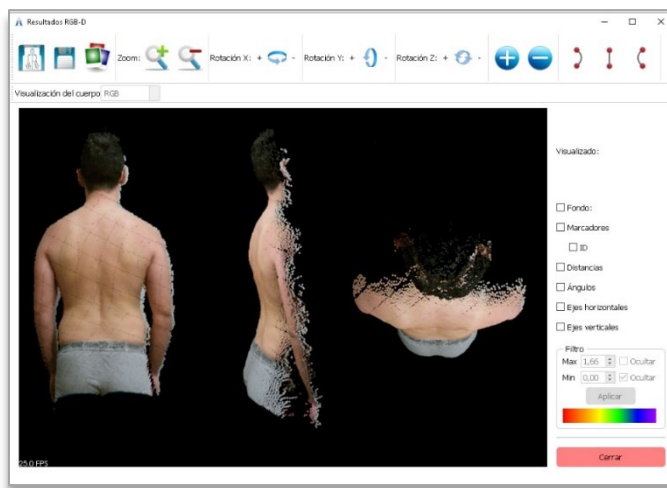 Resultados RGB-D
Zoom: Rotación X: + - Rotación Y: + - Rotación Z: + -
Visualización del cuerpo RGB
Visualizado:
Fondo:
Marcadores
ID
Distancias
Ángulos
Ejes horizontales
Ejes verticales
Filtro
Max 1,66 Ocultar
Min 0,00 Ocultar
Aplicar
Cerrar
25.0 FPS